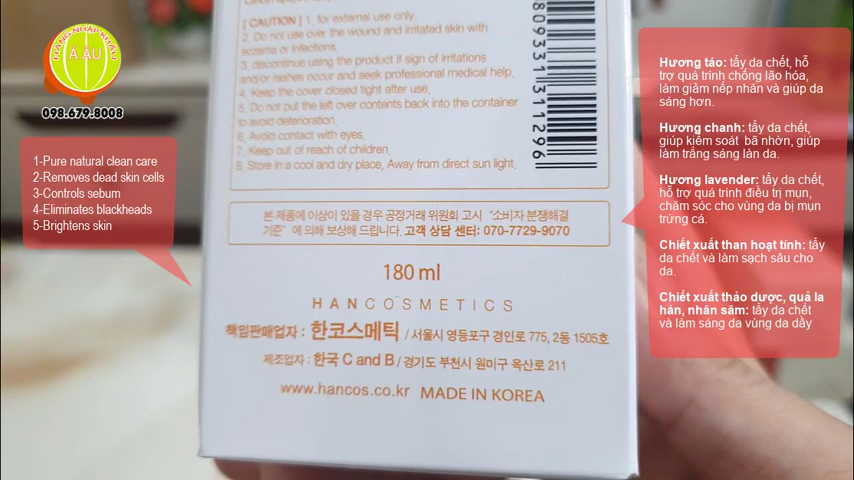 HÀNG NHẬP KHẨU
Á ÂU
098.679.8008
1-Pure natural clean care
2-Removes dead skin cells
3-Controls sebum
4-Eliminates blackheads
5-Brightens skin
[ CAUTION ] 1. for external use only.
2. Do not use over the wound and irritated skin with
eczema or infections.
3. discontinue using the product if sign of irritations
and/or rashes occur and seek professional medical help.
4. Keep the cover closed tight after use.
5. Do not put the left over contents back into the container
to avoid deterioration.
6. Avoid contact with eyes.
7. Keep out of reach of children.
8. Store in a cool and dry place. Away from direct sun light.
809331 311296
본 제품에 이상이 있을 경우 공정거래 위원회 고시 "소비자 분쟁해결
기준" 에 의해 보상해 드립니다. 고객 상담 센터: 070-7729-9070
180 ml
HANCOSMETICS
책임판매업자 : 한코스메틱 / 서울시 영등포구 경인로 775, 2동 1505호
제조업자 : 한국 C and B / 경기도 부천시 원미구 옥산로 211
www.hancos.co.kr MADE IN KOREA
Hương táo: tẩy da chết, hỗ
trợ quá trình chống lão hóa,
làm giảm nếp nhăn và giúp da
sáng hơn.
Hương chanh: tẩy da chết,
giúp kiểm soát bã nhờn, giúp
làm trắng sáng làn da.
Hương lavender: tẩy da chết,
hỗ trợ quá trình điều trị mụn,
chăm sóc cho vùng da bị mụn
trứng cá.
Chiết xuất than hoạt tính: tẩy
da chết và làm sạch sâu cho
da.
Chiết xuất thảo dược, quả la
hán, nhân sâm: tẩy da chết
và làm sáng da vùng da dầy